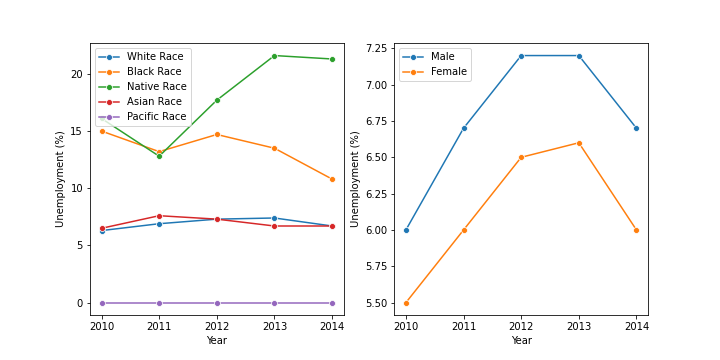 White Race
Black Race
Native Race
Asian Race
Pacific Race
20
15
10
5
0
Unemployment (%)
2010 2011 2012 2013 2014
Year
Male
Female
7.25
7.00
6.75
6.50
6.25
6.00
5.75
5.50
Unemployment (%)
2010 2011 2012 2013 2014
Year